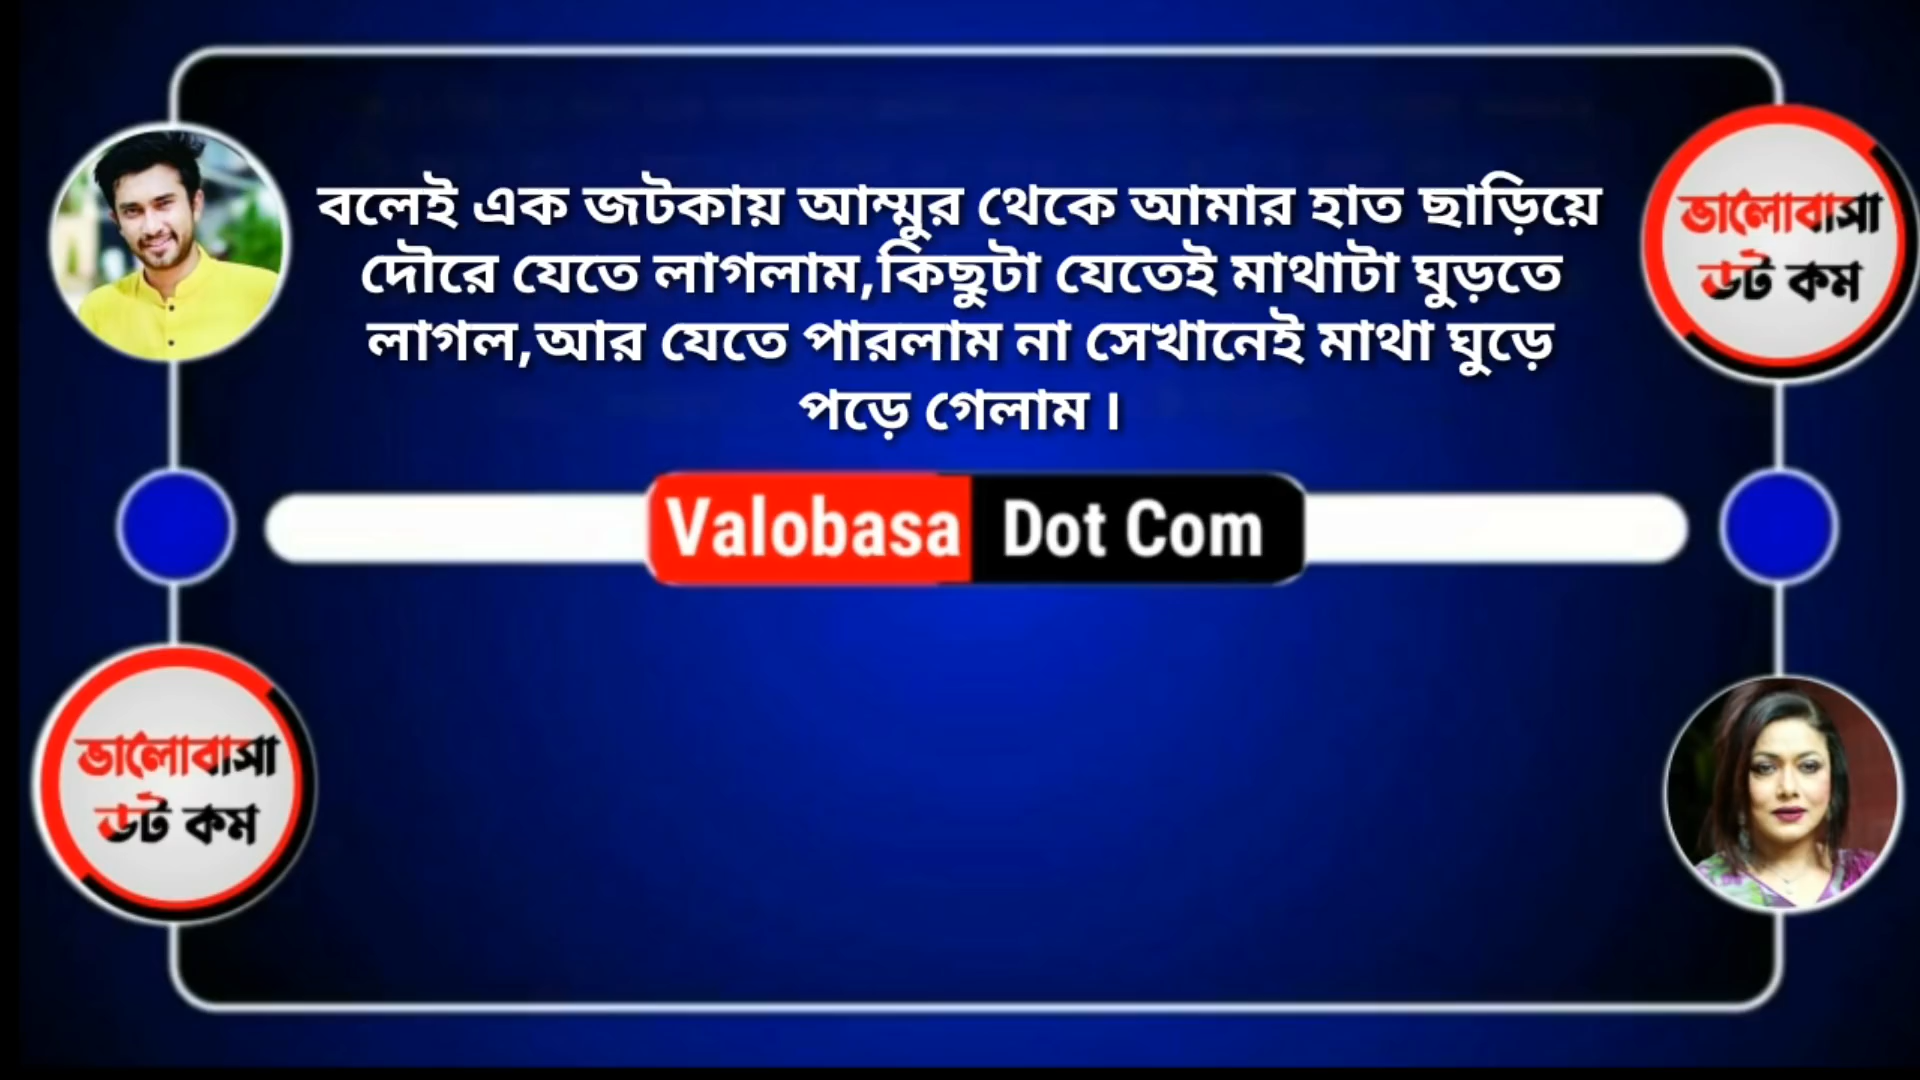 বলেই এক জটকায় আম্মুর থেকে আমার হাত ছাড়িয়ে
দৌরে যেতে লাগলাম,কিছুটা যেতেই মাথাটা ঘুড়তে
লাগল,আর যেতে পারলাম না সেখানেই মাথা ঘুড়ে
পড়ে গেলাম ।
ভালোবাসা
ডট কম
Valobasa Dot Com
ভালোবাসা
ডট কম